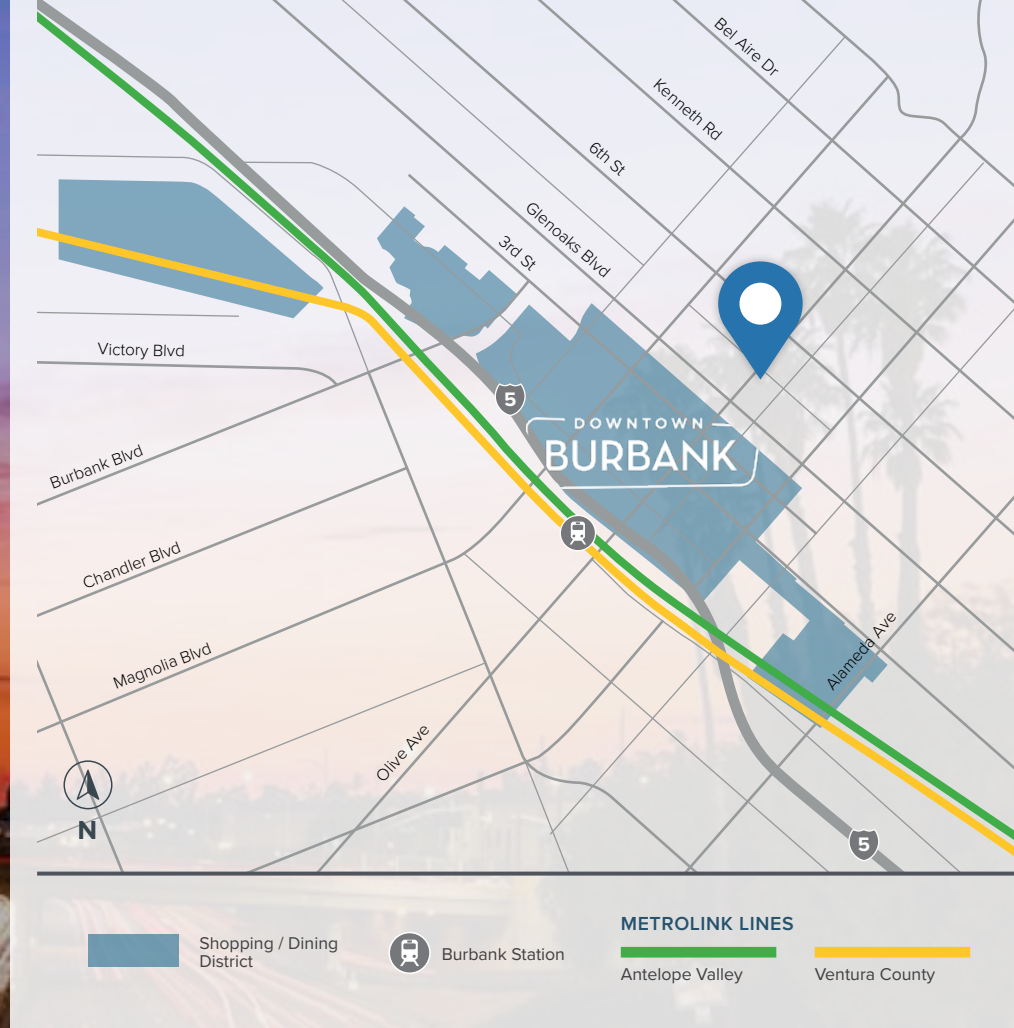 Bel Aire Dr
Kenneth Rd
6th St
Glenoaks Blvd
3rd St
Victory Blvd
5
DOWNTOWN
BURBANK
Burbank Blvd
Chandler Blvd
Magnolia Blvd
Alameda Ave
Olive Ave
N
5
METROLINK LINES
Shopping / Dining
District
Burbank Station
Antelope Valley
Ventura County